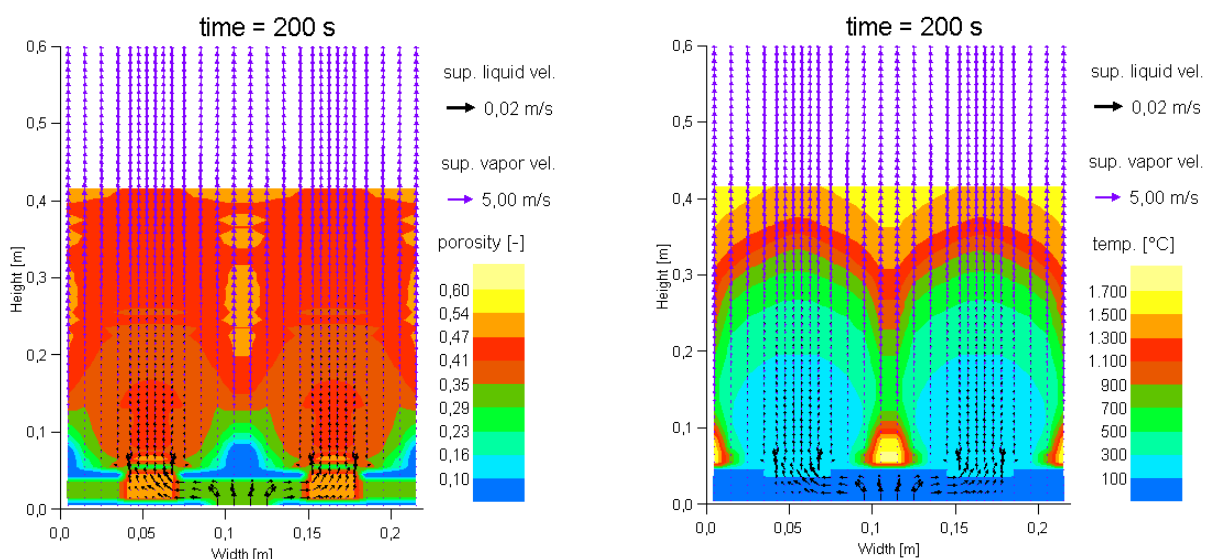 time = 200 s
0,6
0,5
0,4
0,3
0,2
0,1
0,0
Height [m]
0,0
0,05
0,1
0,15
0,2
Width [m]
sup. liquid vel.
0,02 m/s
sup. vapor vel.
5,00 m/s
porosity [-]
0,60
0,54
0,47
0,41
0,35
0,29
0,23
0,16
0,10
time = 200 s
0,6
0,5
0,4
0,3
0,2
0,1
0,0
Height [m]
0,0
0,05
0,1
0,15
0,2
Width [m]
sup. liquid vel.
0,02 m/s
sup. vapor vel.
5,00 m/s
temp. [°C]
1.700
1.500
1.300
1.100
900
700
500
300
100